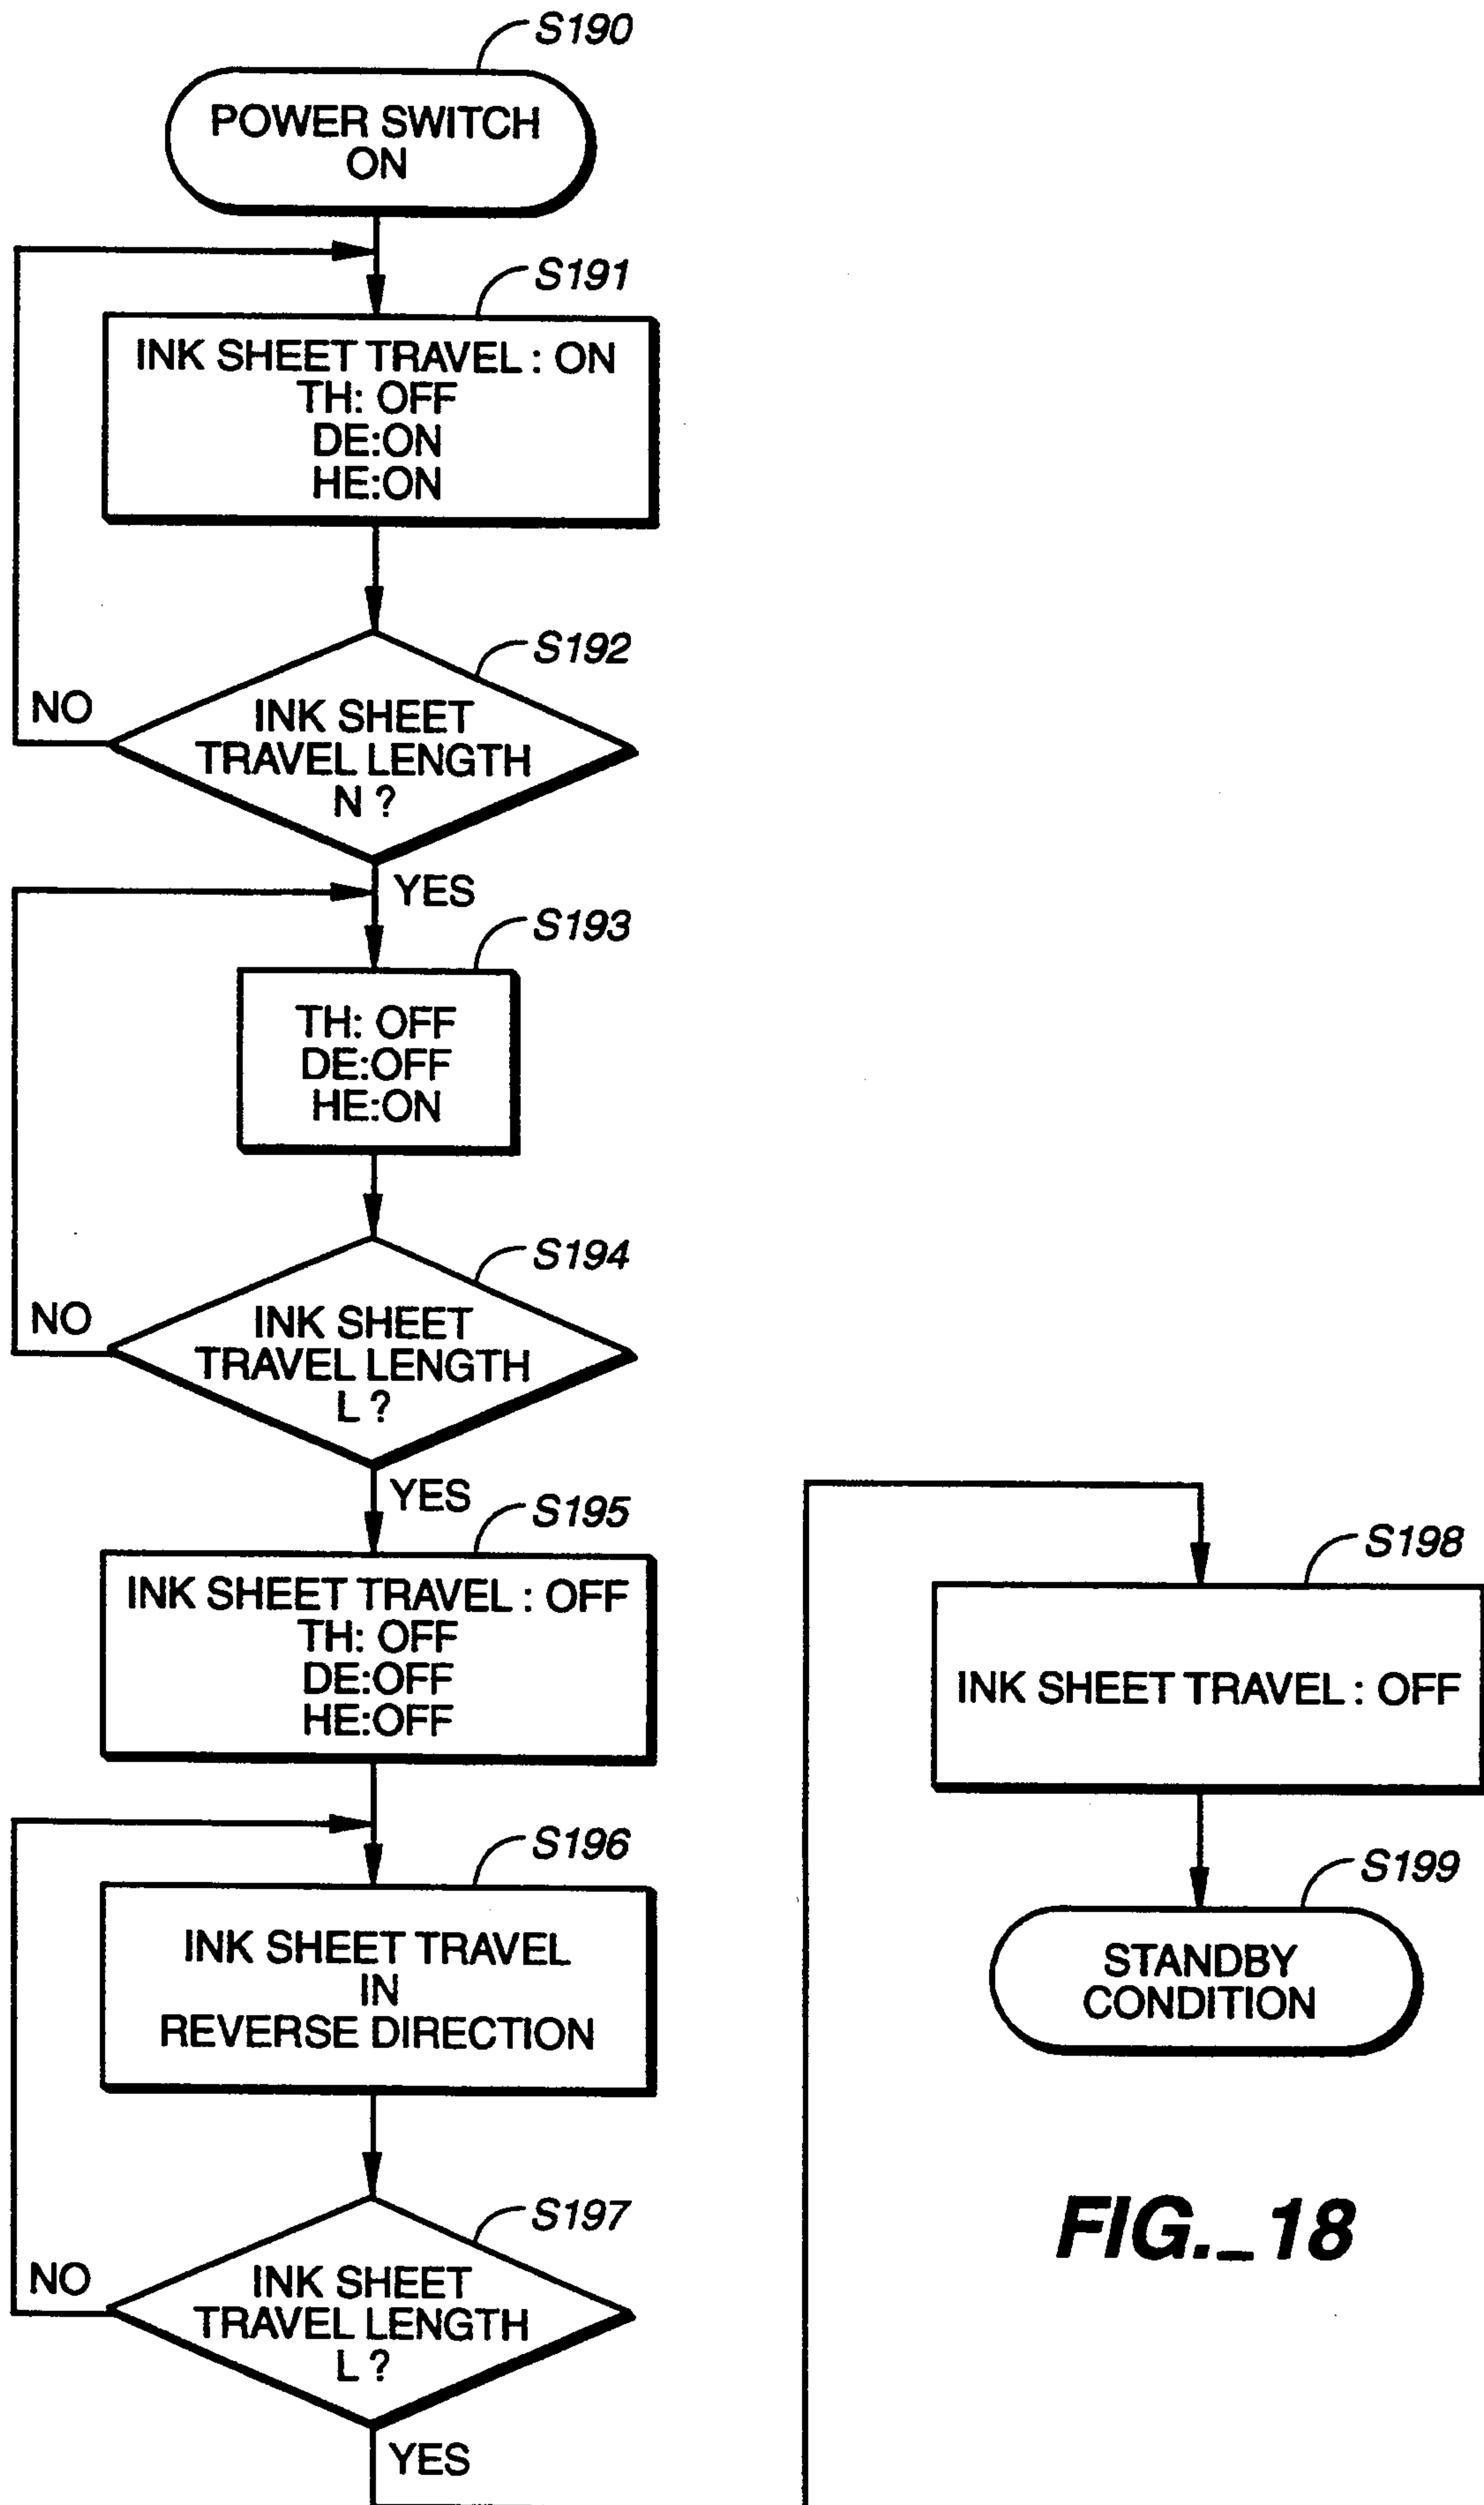 S190
POWER SWITCH
ON
S191
INK SHEET TRAVEL : ON
TH: OFF
DE:ON
HE:ON
S192
INK SHEET
TRAVEL LENGTH
N ?
NO
YES
S193
TH: OFF
DE:OFF
HE:ON
S194
INK SHEET
TRAVEL LENGTH
L ?
NO
YES
S195
INK SHEET TRAVEL : OFF
TH: OFF
DE:OFF
HE:OFF
S196
INK SHEET TRAVEL
IN
REVERSE DIRECTION
S197
INK SHEET
TRAVEL LENGTH
L ?
NO
YES
S198
INK SHEET TRAVEL : OFF
S199
STANDBY
CONDITION
FIG._18